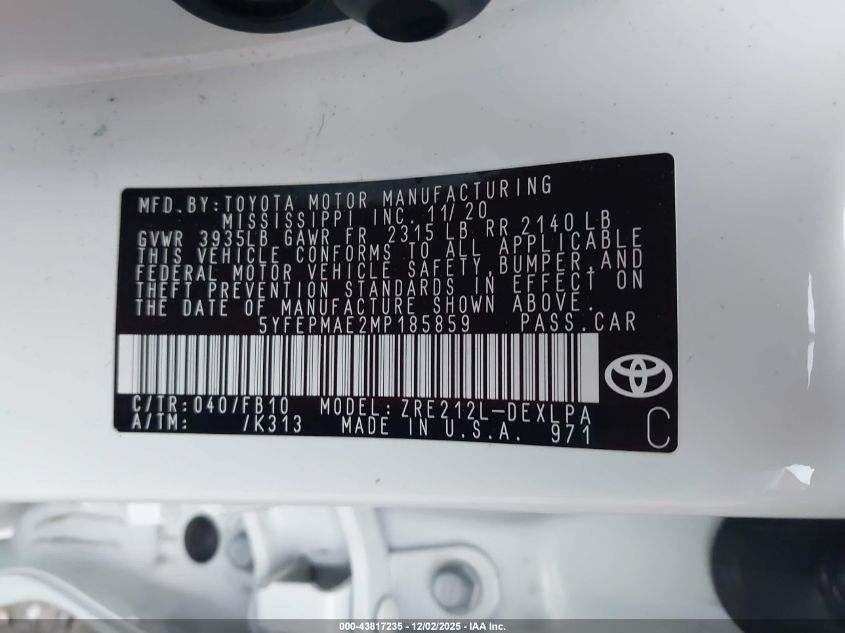 MFD. BY: TOYOTA MOTOR MANUFACTURING
MISSISSIPPI INC. 11/20
GVWR 3935LB GAWR FR 2315 LB RR 2140 LB
THIS VEHICLE CONFORMS TO ALL APPLICABLE
FEDERAL MOTOR VEHICLE SAFETY, BUMPER, AND
THEFT PREVENTION STANDARDS IN EFFECT ON
THE DATE OF MANUFACTURE SHOWN ABOVE.
5YFEPMAE2MP185859 PASS. CAR
C/TR: 040/FB10 MODEL: ZRE212L-DEXLPA
A/TM: /K313 MADE IN U.S.A. 971 C
000-43817235 - 12/02/2025 - IAA Inc.